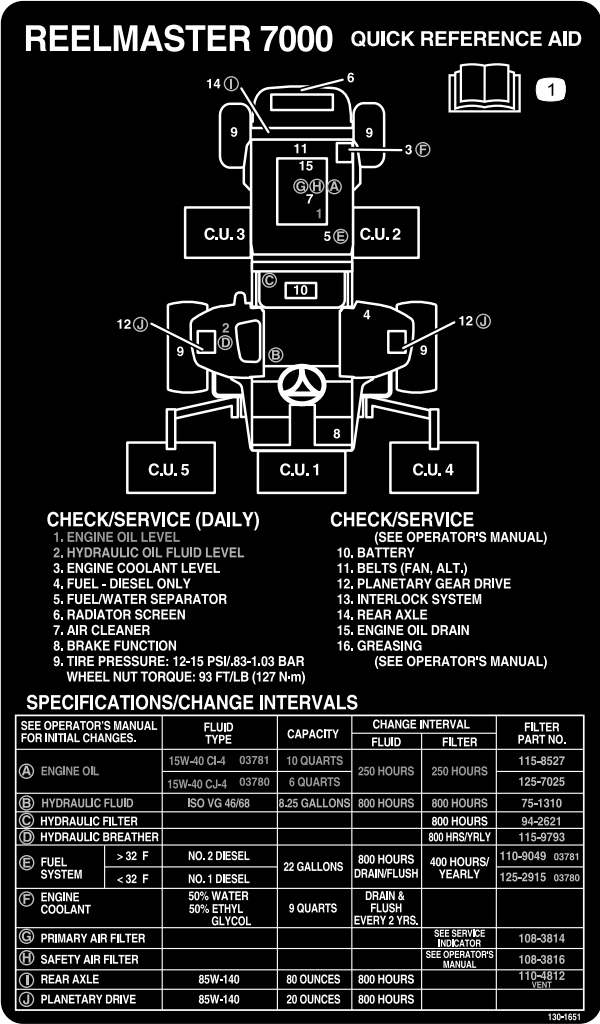 REELMASTER 7000 QUICK REFERENCE AID
1
14 I
6
9
9
11
3 F
15
G H A
7
1
C.U. 3
5 E
C.U. 2
C
10
12 J
2
D
4
12 J
9
B
9
8
C.U. 5
C.U. 1
C.U. 4
CHECK/SERVICE (DAILY)
1. ENGINE OIL LEVEL
2. HYDRAULIC OIL FLUID LEVEL
3. ENGINE COOLANT LEVEL
4. FUEL - DIESEL ONLY
5. FUEL/WATER SEPARATOR
6. RADIATOR SCREEN
7. AIR CLEANER
8. BRAKE FUNCTION
9. TIRE PRESSURE: 12-15 PSI/.83-1.03 BAR
WHEEL NUT TORQUE: 93 FT/LB (127 N·m)
CHECK/SERVICE
(SEE OPERATOR'S MANUAL)
10. BATTERY
11. BELTS (FAN, ALT.)
12. PLANETARY GEAR DRIVE
13. INTERLOCK SYSTEM
14. REAR AXLE
15. ENGINE OIL DRAIN
16. GREASING
(SEE OPERATOR'S MANUAL)
SPECIFICATIONS/CHANGE INTERVALS
SEE OPERATOR'S MANUAL
FOR INITIAL CHANGES.
FLUID
TYPE
CAPACITY
CHANGE INTERVAL
FLUID
FILTER
FILTER
PART NO.
A ENGINE OIL
15W-40 CI-4 03781
10 QUARTS
250 HOURS
250 HOURS
115-8527
15W-40 CJ-4 03780
6 QUARTS
125-7025
B HYDRAULIC FLUID
ISO VG 46/68
8.25 GALLONS
800 HOURS
800 HOURS
75-1310
C HYDRAULIC FILTER
800 HOURS
94-2621
D HYDRAULIC BREATHER
800 HRS/YRLY
115-9793
E FUEL
SYSTEM
> 32 F
NO. 2 DIESEL
22 GALLONS
800 HOURS
DRAIN/FLUSH
400 HOURS/
YEARLY
110-9049 03781
< 32 F
NO. 1 DIESEL
125-2915 03780
F ENGINE
COOLANT
50% WATER
50% ETHYL
GLYCOL
9 QUARTS
DRAIN &
FLUSH
EVERY 2 YRS.
G PRIMARY AIR FILTER
SEE SERVICE
INDICATOR
108-3814
H SAFETY AIR FILTER
SEE OPERATOR'S
MANUAL
108-3816
I REAR AXLE
85W-140
80 OUNCES
800 HOURS
110-4812
VENT
J PLANETARY DRIVE
85W-140
20 OUNCES
800 HOURS
130-1651